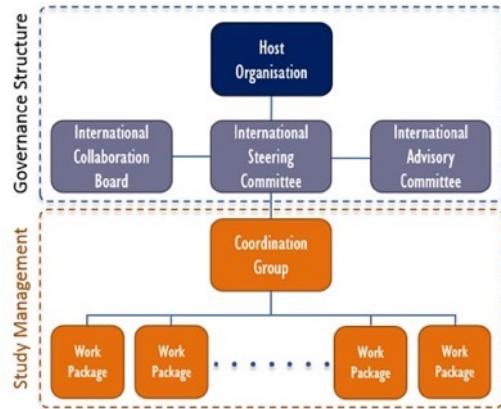 Governance Structure
Host
Organisation
International
Collaboration
Board
International
Steering
Committee
International
Advisory
Committee
Study Management
Coordination
Group
Work
Package
Work
Package
Work
Package
Work
Package